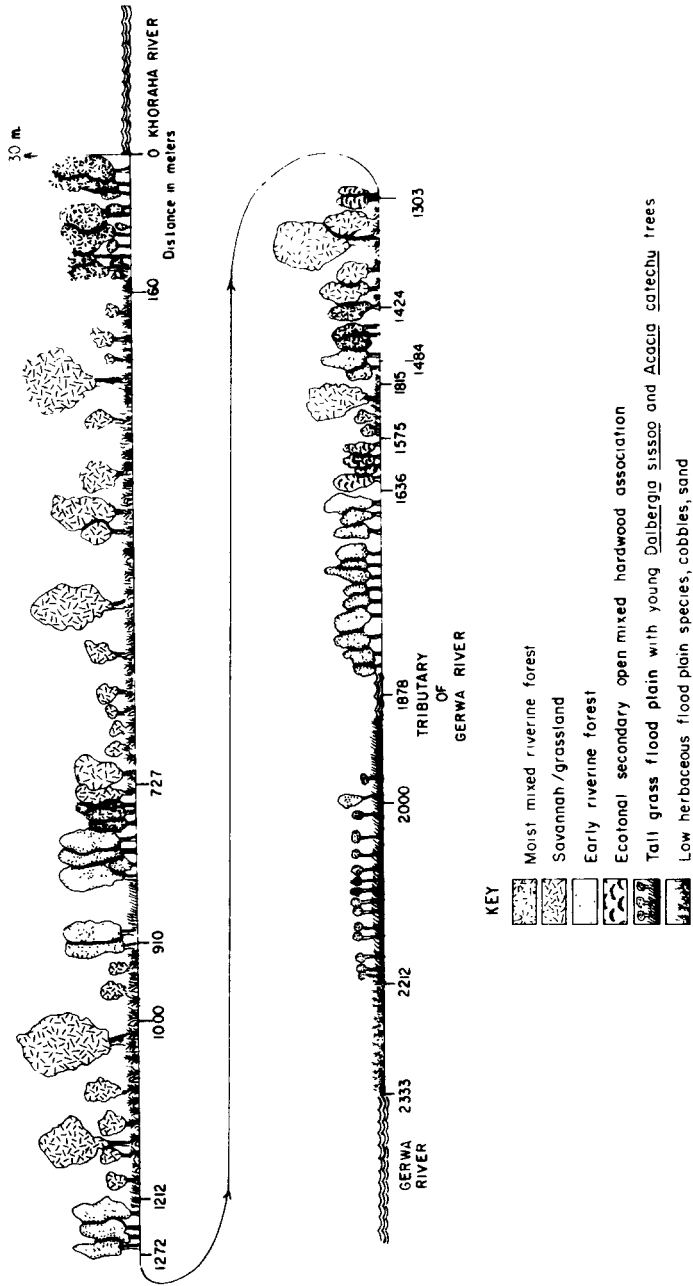 30 m.
0 KHORAHA RIVER
Distance in meters
160
727
910
1000
1212
1272
1303
1424
1484
1815
1575
1636
1878
TRIBUTARY
OF
GERWA RIVER
2000
2212
2333
GERWA
RIVER
KEY
Moist mixed riverine forest
Savannah/grassland
Early riverine forest
Ecotonal secondary open mixed hardwood association
Tall grass flood plain with young Dalbergia sissoo and Acacia catechu trees
Low herbaceous flood plain species, cobbles, sand